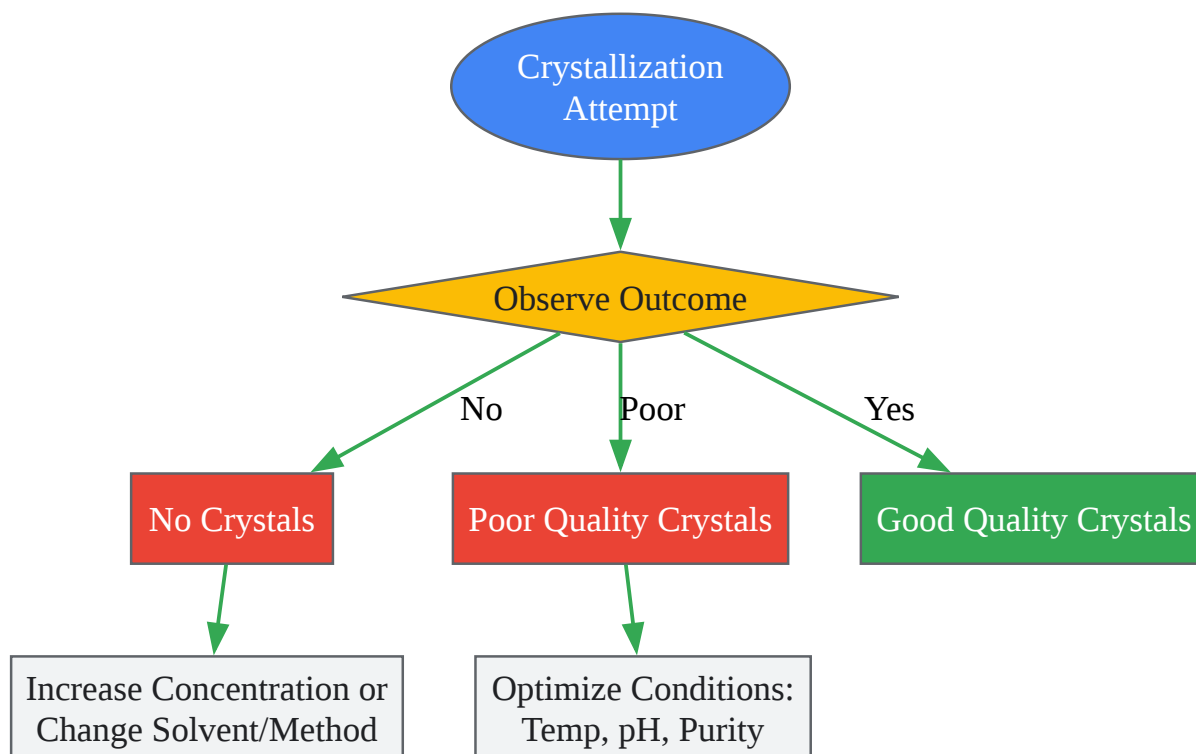 Crystallization
Attempt
Observe Outcome
No
Poor
Yes
No Crystals
Poor Quality Crystals
Good Quality Crystals
Increase Concentration or
Change Solvent/Method
Optimize Conditions:
Temp, pH, Purity